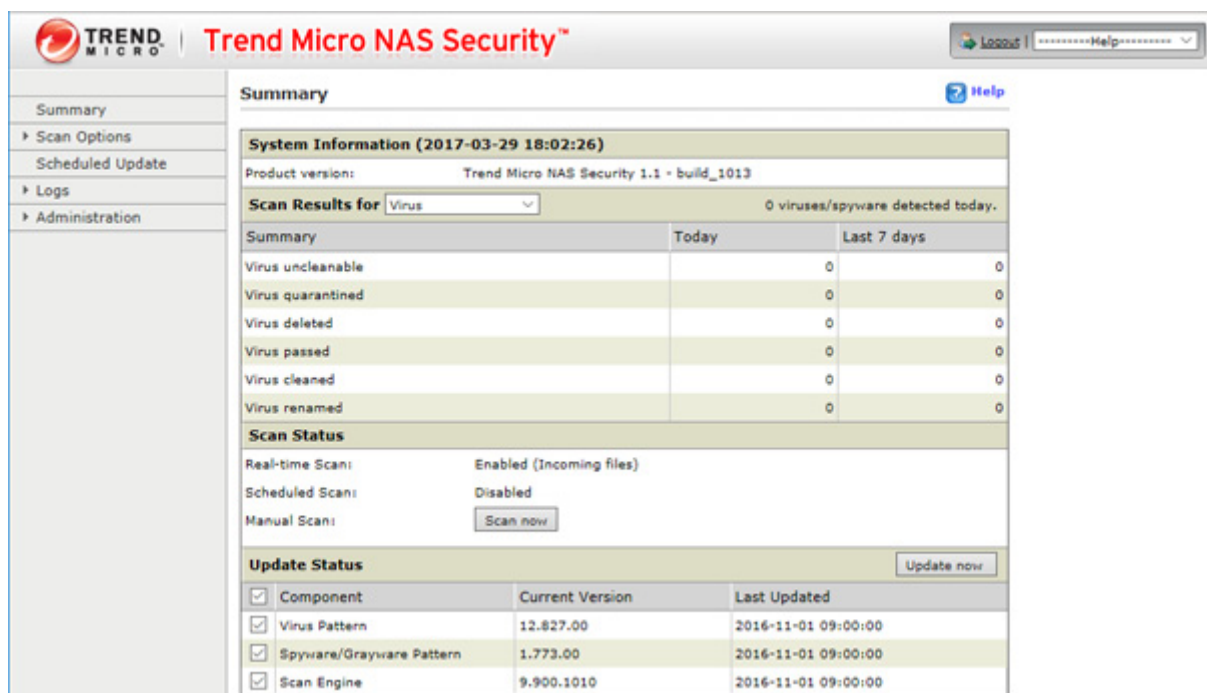 TREND MICRO Trend Micro NAS Security™ Logout | ---------Help---------
Summary
Scan Options
Scheduled Update
Logs
Administration
Summary Help
System Information (2017-03-29 18:02:26)
Product version: Trend Micro NAS Security 1.1 - build_1013
Scan Results for Virus 0 viruses/spyware detected today.
Summary Today Last 7 days
Virus uncleanable 0 0
Virus quarantined 0 0
Virus deleted 0 0
Virus passed 0 0
Virus cleaned 0 0
Virus renamed 0 0
Scan Status
Real-time Scan: Enabled (Incoming files)
Scheduled Scan: Disabled
Manual Scan: Scan now
Update Status Update now
Component Current Version Last Updated
Virus Pattern 12.827.00 2016-11-01 09:00:00
Spyware/Grayware Pattern 1.773.00 2016-11-01 09:00:00
Scan Engine 9.900.1010 2016-11-01 09:00:00